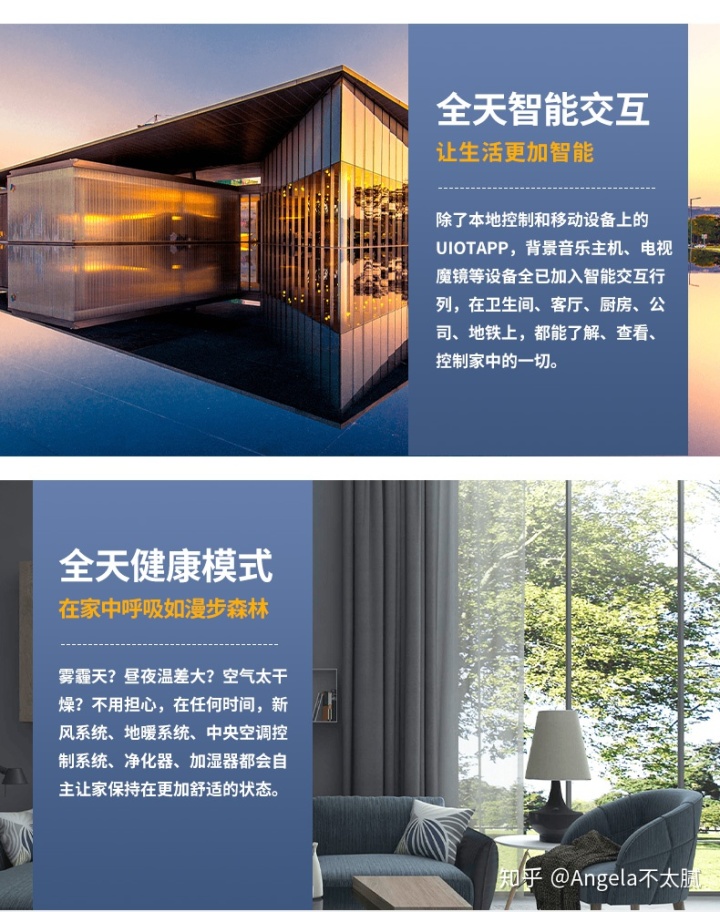 全天智能交互
让生活更加智能
除了本地控制和移动设备上的
UIOTAPP，背景音乐主机、电视
魔镜等设备全已加入智能交互行
列，在卫生间、客厅、厨房、公
司、地铁上，都能了解、查看、
控制家中的一切。
全天健康模式
在家中呼吸如漫步森林
雾霾天？昼夜温差大？空气太干
燥？不用担心，在任何时间，新
风系统、地暖系统、中央空调控
制系统、净化器、加湿器都会自
主让家保持在更加舒适的状态。
知乎 @Angela不太腻